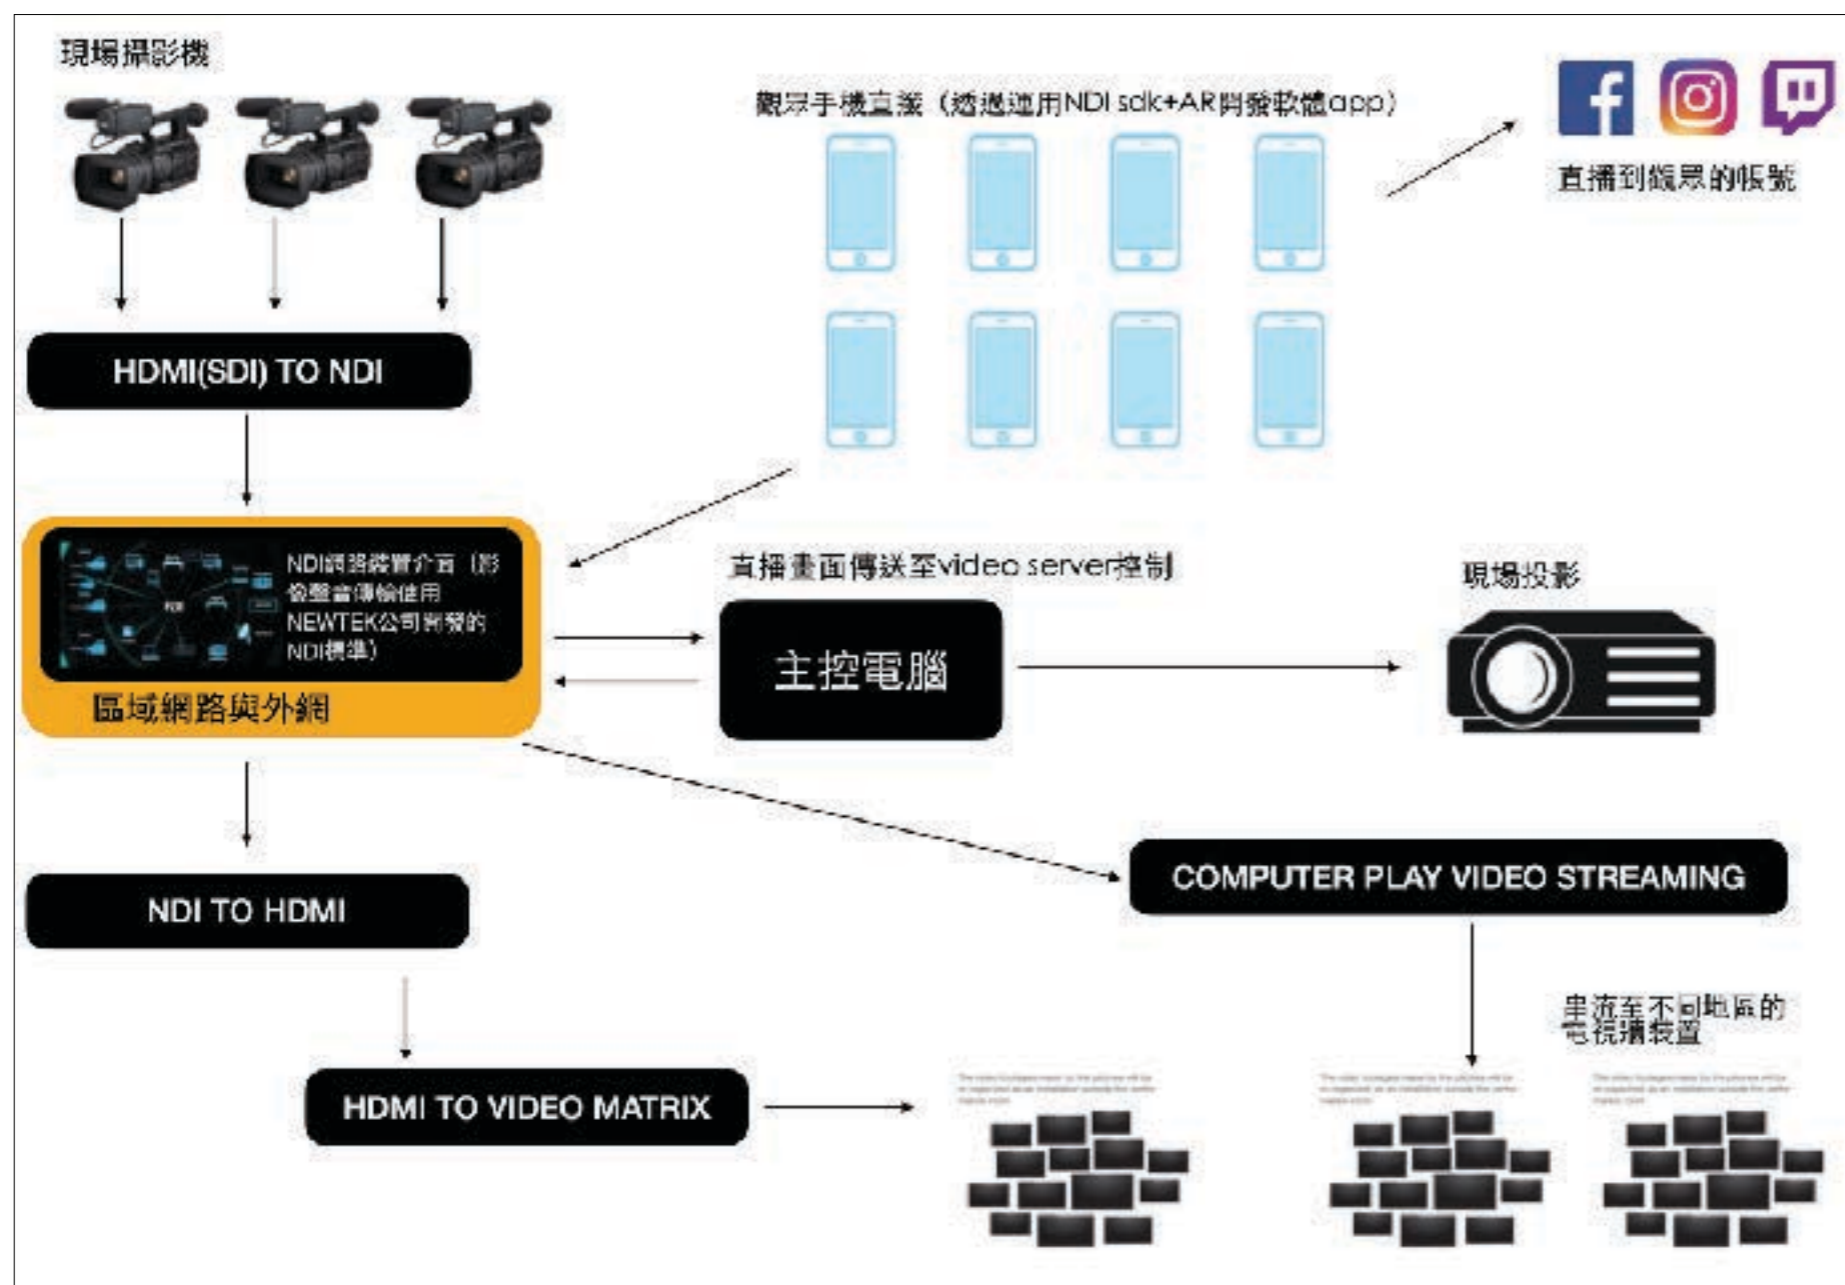 現場攝影機
觀眾手機直播（透過運用NDI sdk+AR開發軟體app）
直播到觀眾的帳號
HDMI(SDI) TO NDI
NDI網路裝置介面（影
像聲音傳輸使用
NEWTEK公司開發的
NDI標準）
區域網路與外網
直播畫面傳送至video server控制
主控電腦
現場投影
COMPUTER PLAY VIDEO STREAMING
NDI TO HDMI
串流至不同地區的
電視牆裝置
HDMI TO VIDEO MATRIX